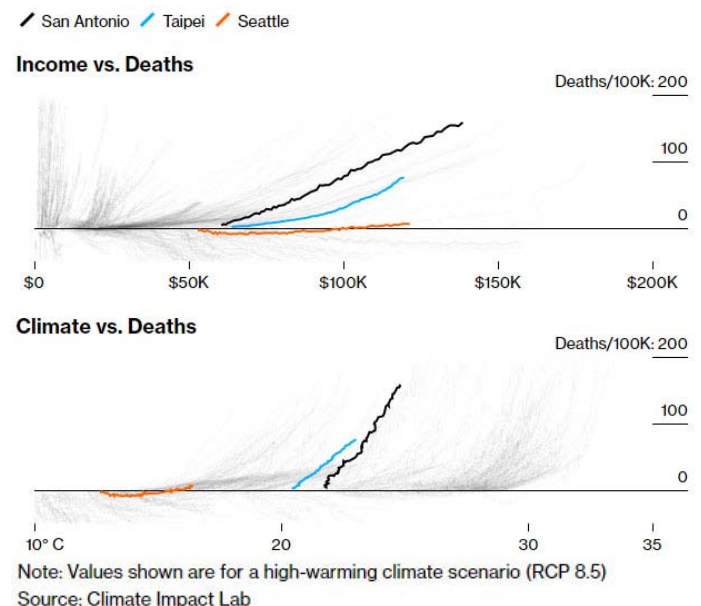 San Antonio Taipei Seattle
Income vs. Deaths
Deaths/100K: 200
100
0
$0 $50K $100K $150K $200K
Climate vs. Deaths
Deaths/100K: 200
100
0
10° C 20 30 35
Note: Values shown are for a high-warming climate scenario (RCP 8.5)
Source: Climate Impact Lab